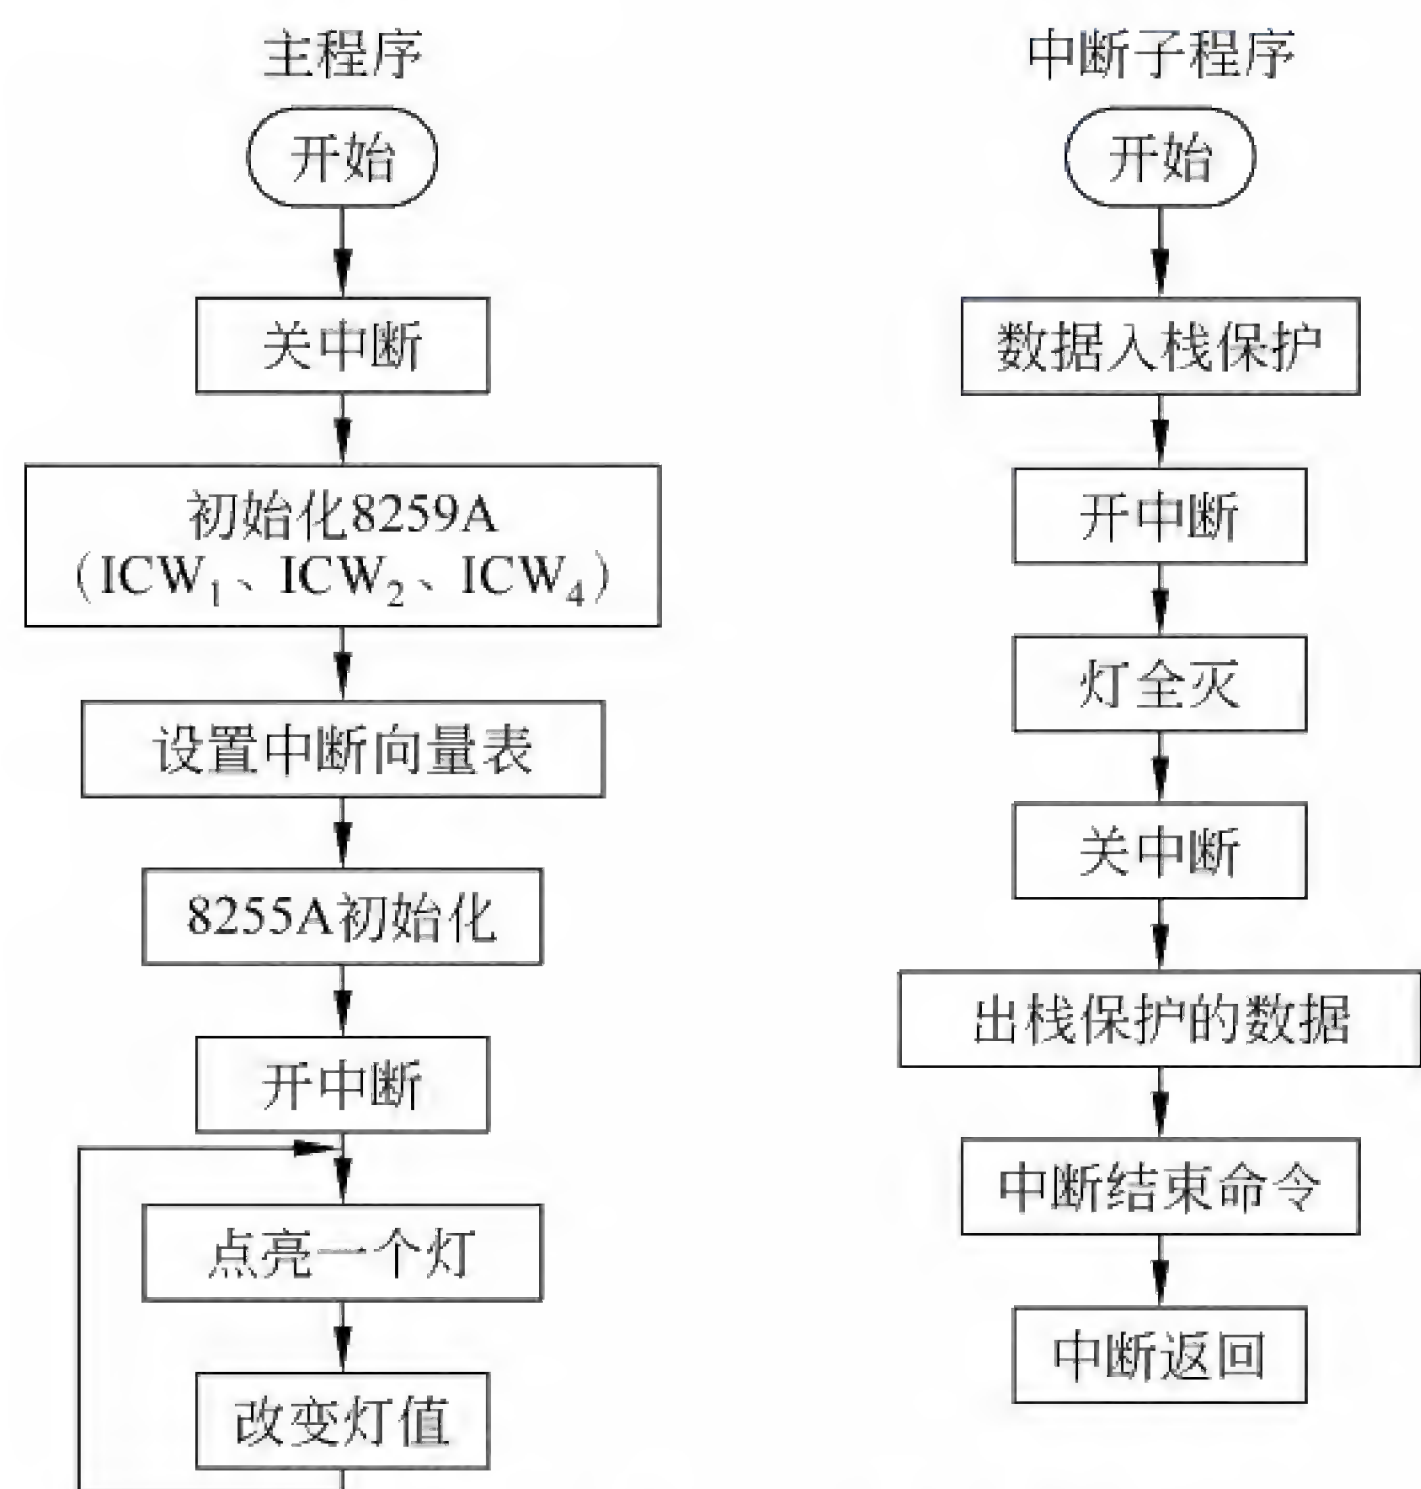 主程序
开始
关中断
初始化8259A
（ICW₁、ICW₂、ICW₄）
设置中断向量表
8255A初始化
开中断
点亮一个灯
改变灯值
中断子程序
开始
数据入栈保护
开中断
灯全灭
关中断
出栈保护的数据
中断结束命令
中断返回